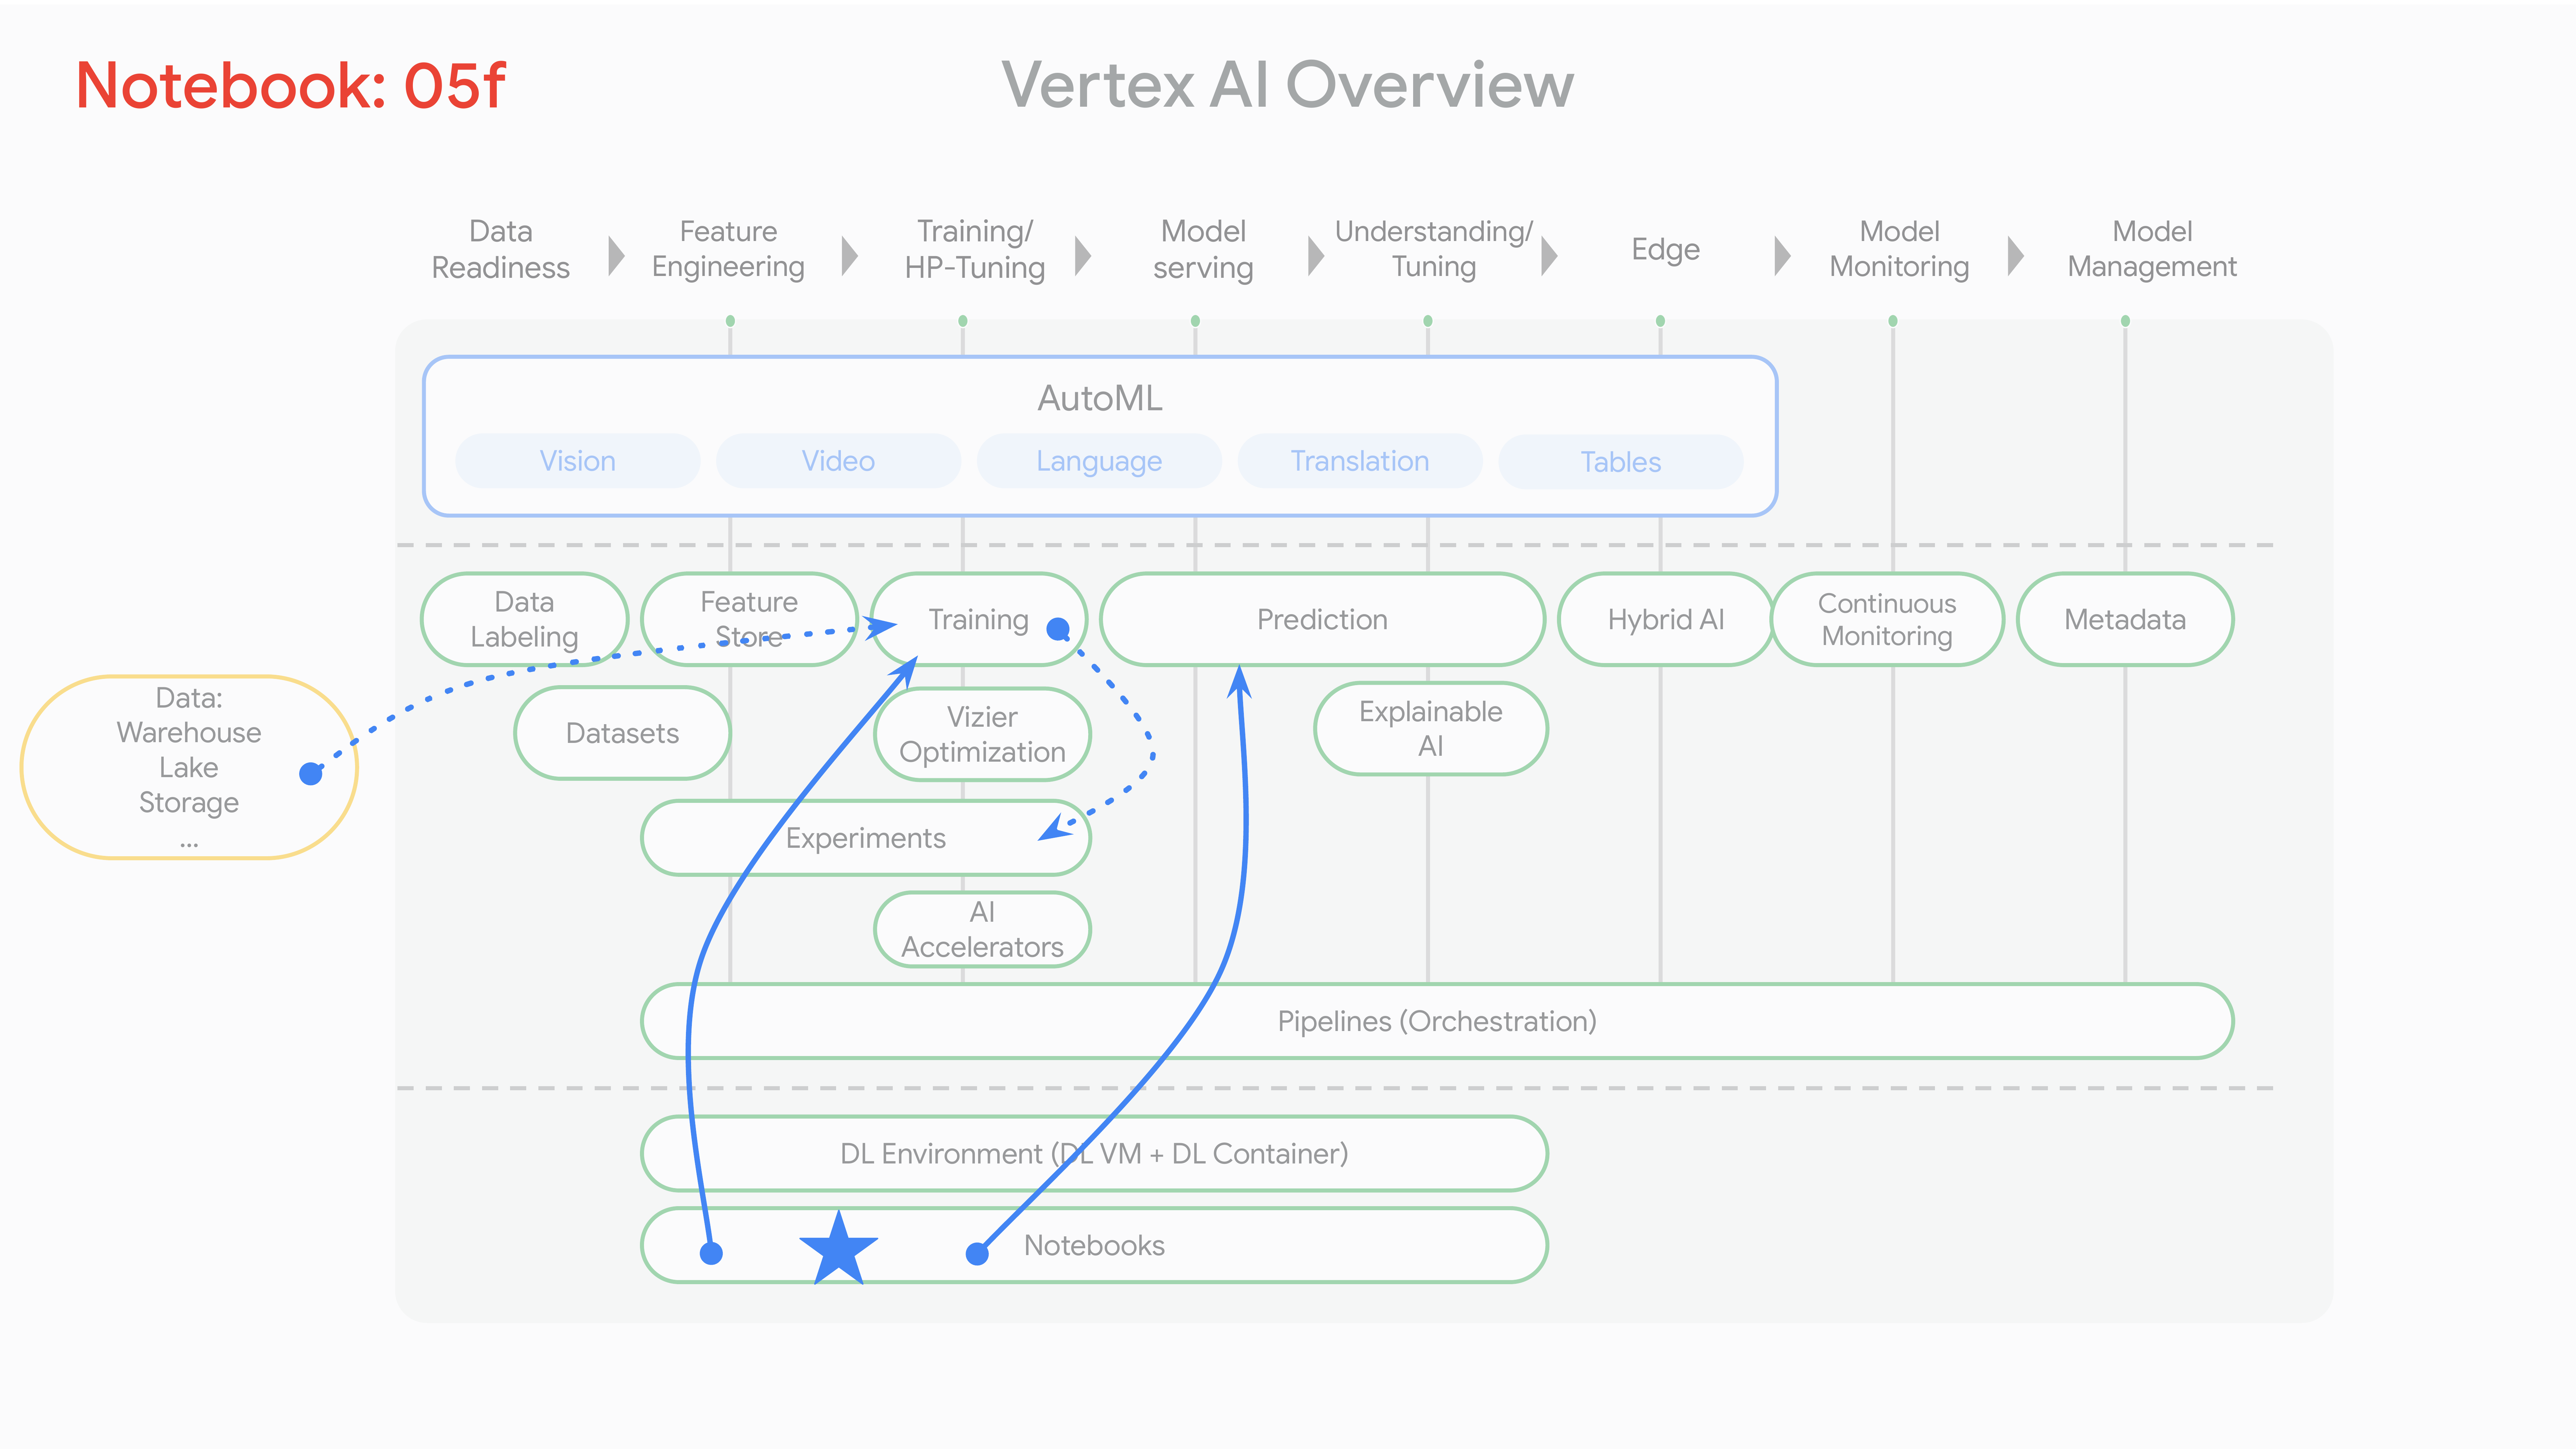 Notebook: 05f
Vertex AI Overview
Data
Readiness
Feature
Engineering
Training/
HP-Tuning
Model
serving
Understanding/
Tuning
Edge
Model
Monitoring
Model
Management
AutoML
Vision
Video
Language
Translation
Tables
Data
Labeling
Feature
Store
Training
Prediction
Hybrid AI
Continuous
Monitoring
Metadata
Data:
Warehouse
Lake
Storage
...
Datasets
Vizier
Optimization
Explainable
AI
Experiments
AI
Accelerators
Pipelines (Orchestration)
DL Environment (DL VM + DL Container)
Notebooks